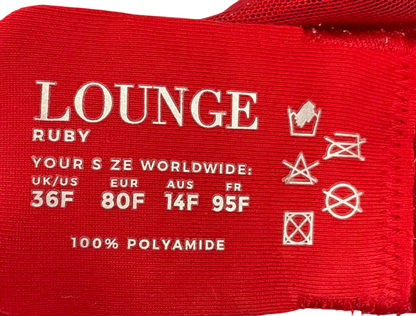 LOUNGE
RUBY
YOUR S ZE WORLDWIDE:
UK/US EUR AUS FR
36F 80F 14F 95F
100% POLYAMIDE